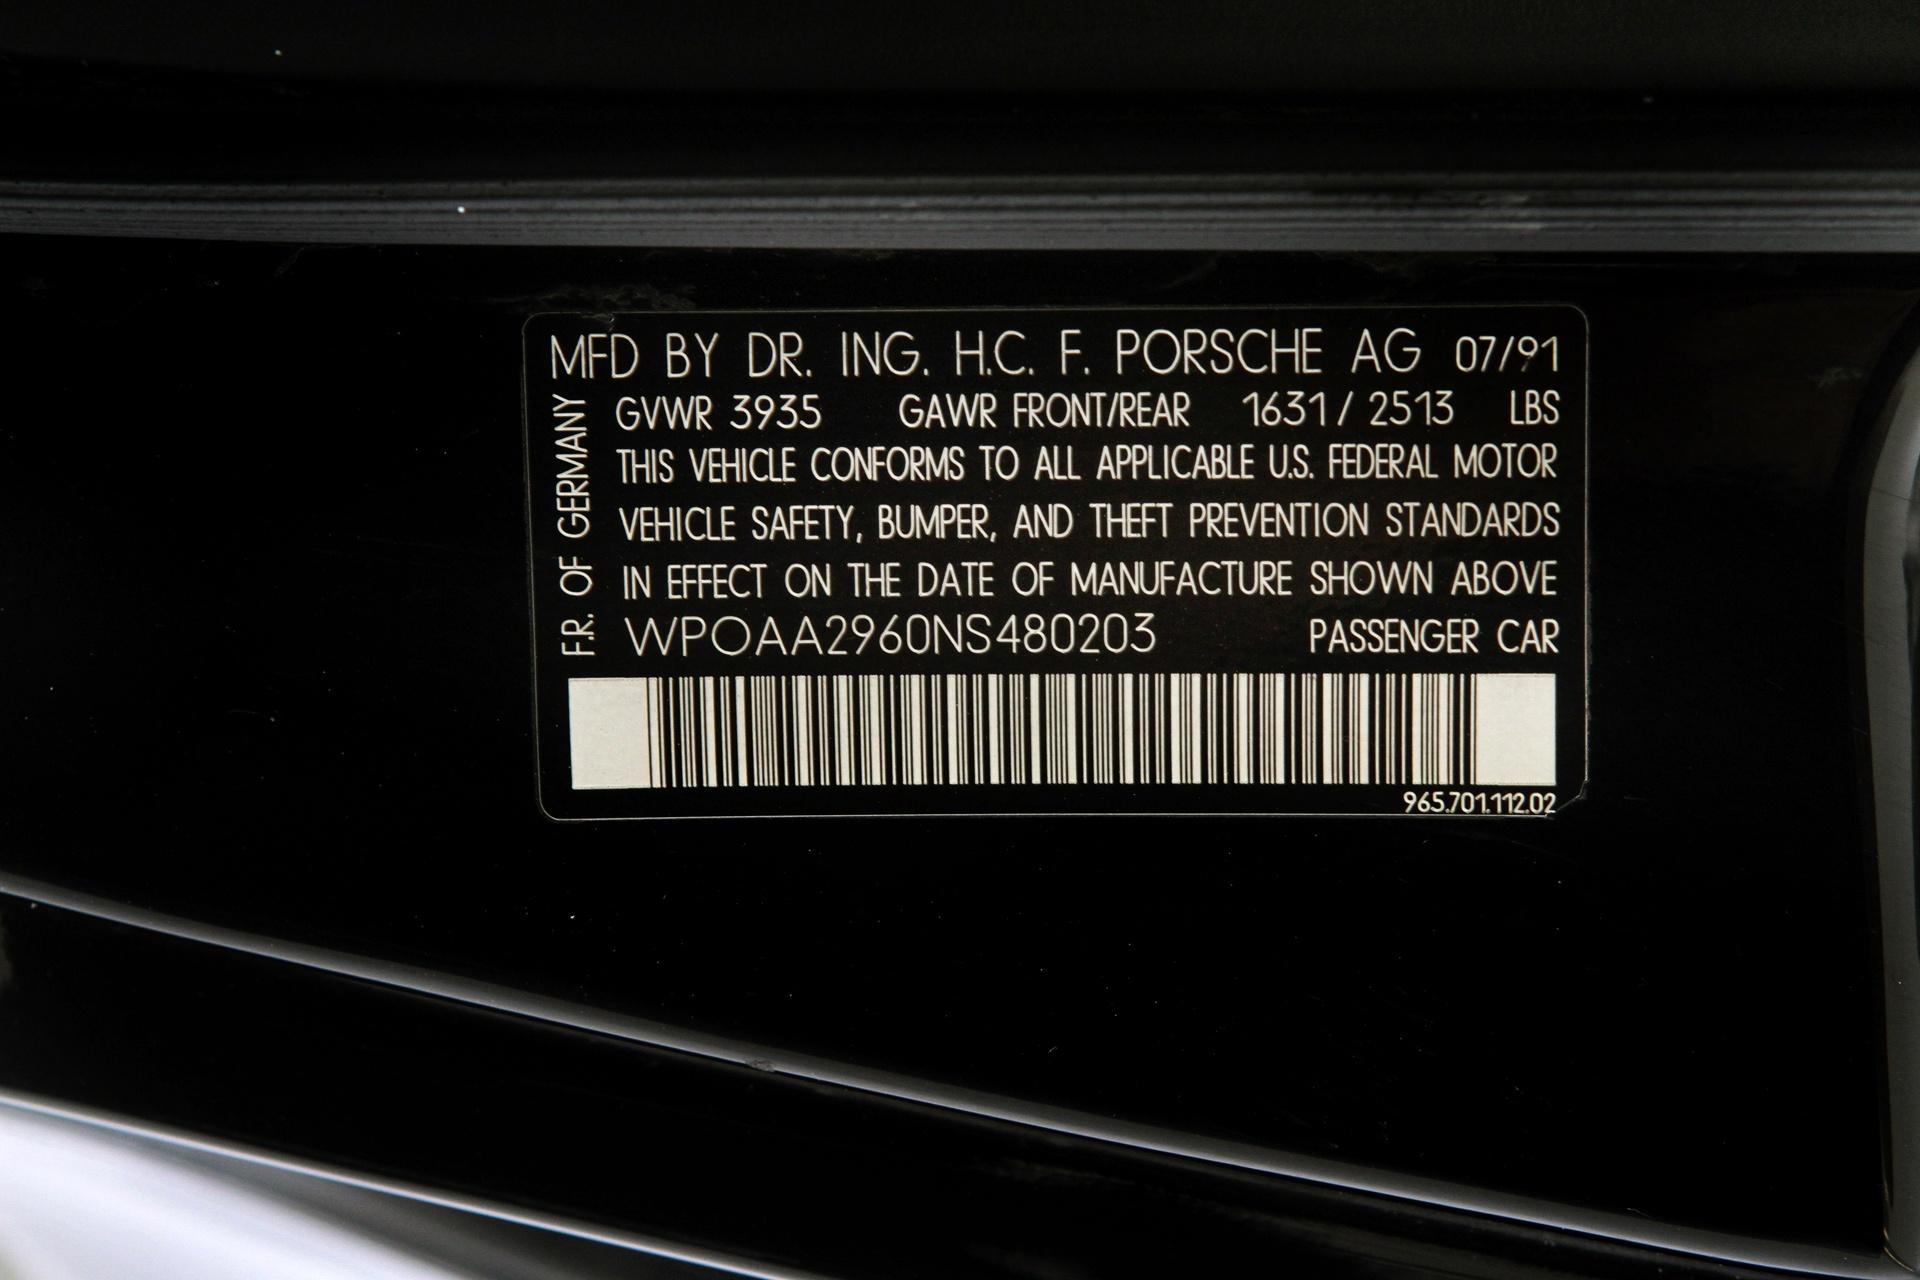 MFD BY DR. ING. H.C. F. PORSCHE AG 07/91
F.R. OF GERMANY
GVWR 3935 GAWR FRONT/REAR 1631 / 2513 LBS
THIS VEHICLE CONFORMS TO ALL APPLICABLE U.S. FEDERAL MOTOR
VEHICLE SAFETY, BUMPER, AND THEFT PREVENTION STANDARDS
IN EFFECT ON THE DATE OF MANUFACTURE SHOWN ABOVE
WP0AA2960NS480203 PASSENGER CAR
965.701.112.02